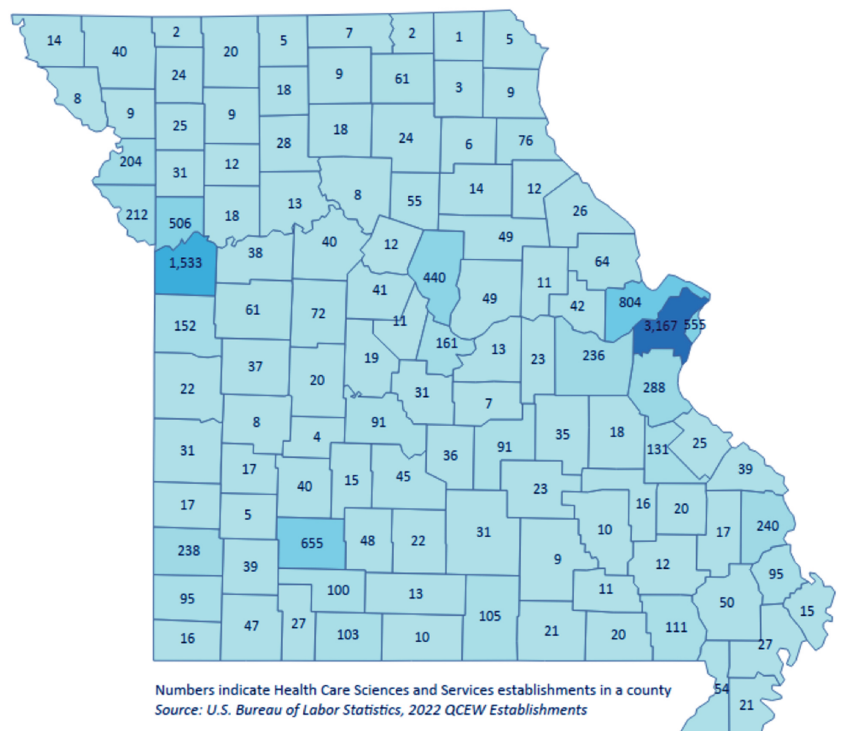 14 40 2 20 5 7 2 1 5
8 9 24 18 9 61 3 9
25 9 28 18 24 6 76
204 31 12 13 8 55 14 12 26
212 506 18 40 12 49 64
1,533 38 41 11 440 49 11 42 804 3,167 555
152 61 72 19 161 13 23 236 288
22 37 20 91 31 7 35 18 131 25 39
31 8 4 45 36 91
17 17 40 15 23 16 20 17 240
238 5 655 48 22 31 9 10 12 95
95 39 100 13 105 11 50 15
16 47 27 103 10 21 20 111 27
54 21
Numbers indicate Health Care Sciences and Services establishments in a county
Source: U.S. Bureau of Labor Statistics, 2022 QCEW Establishments